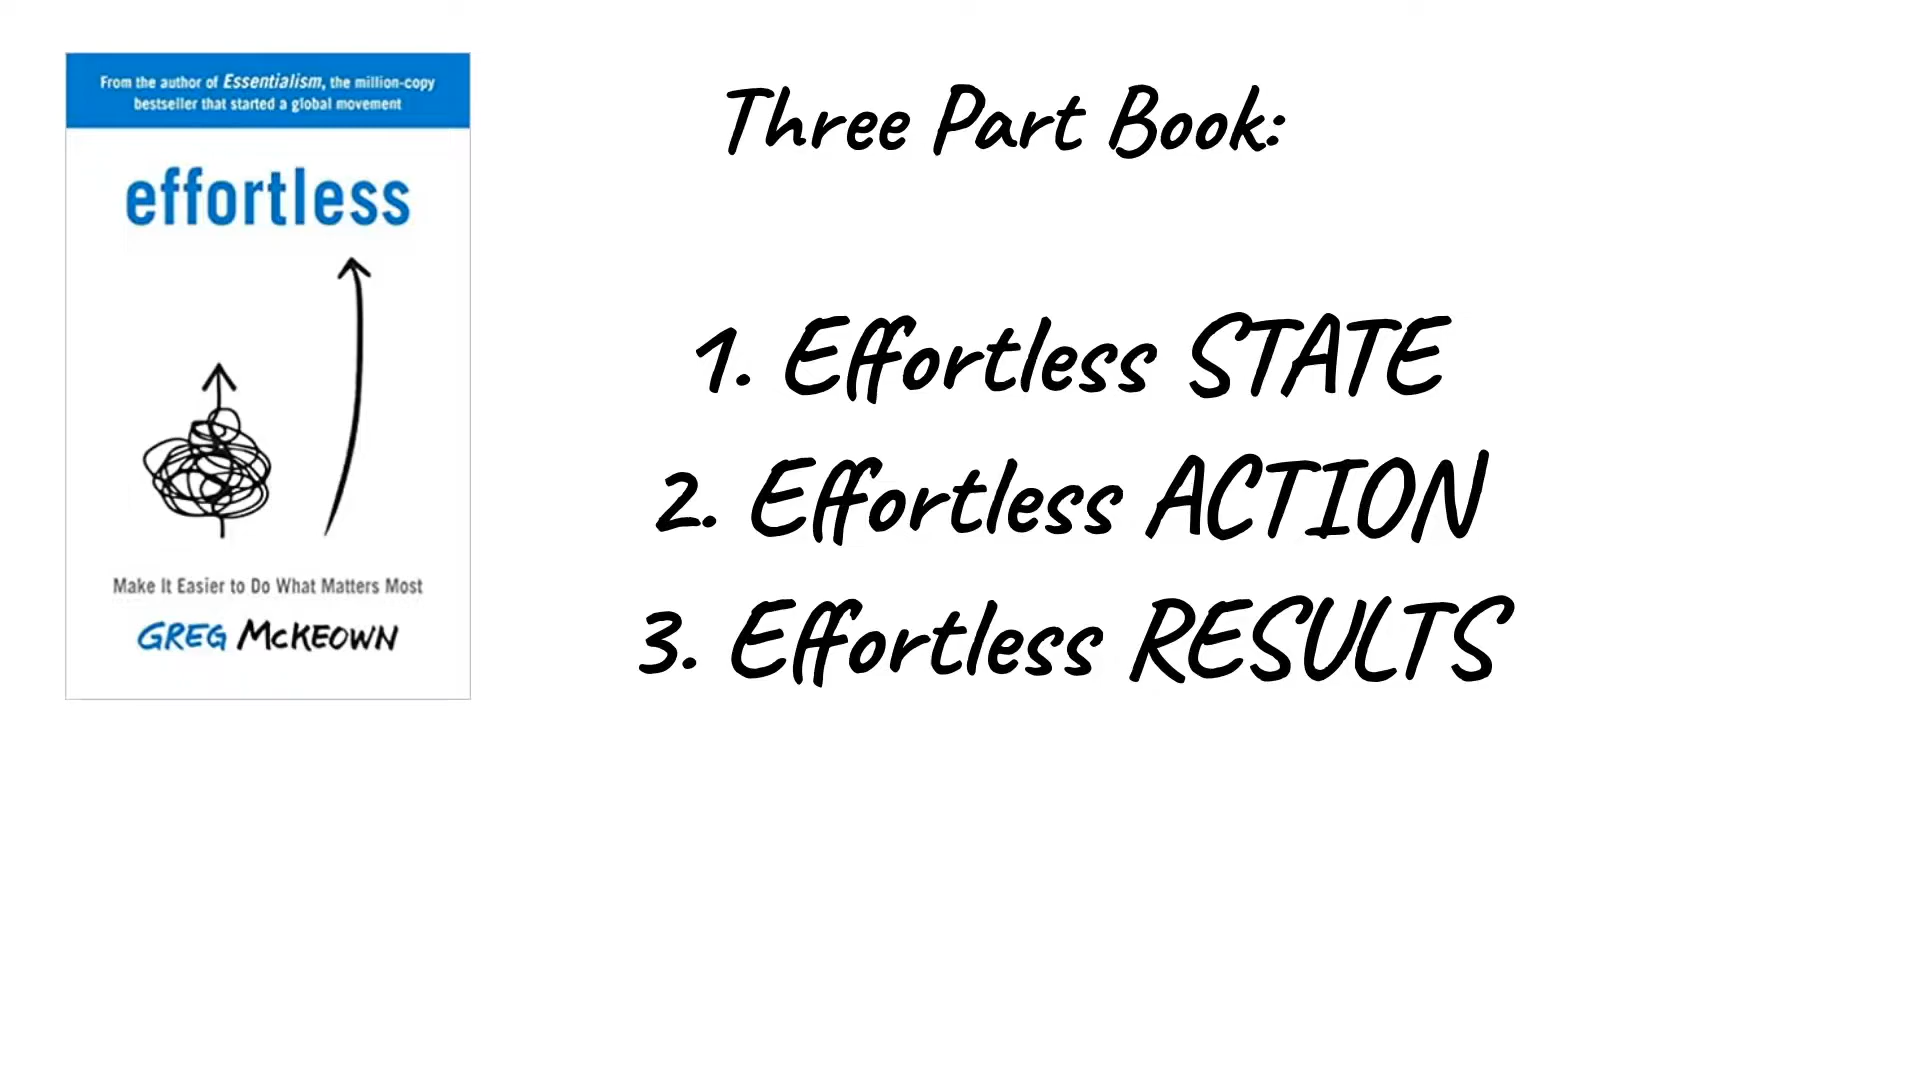 From the author of Essentialism, the million-copy
bestseller that started a global movement
effortless
Make It Easier to Do What Matters Most
GREG McKEOWN
Three Part Book:
1. Effortless STATE
2. Effortless ACTION
3. Effortless RESULTS